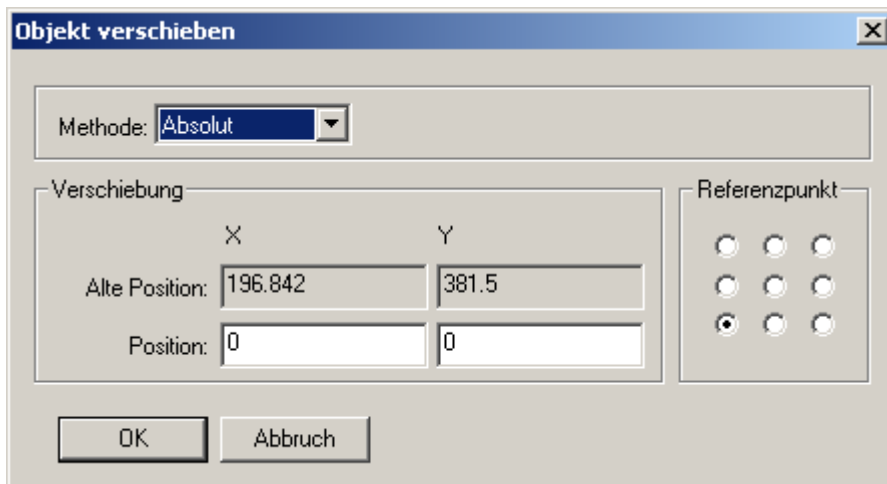 Objekt verschieben
Methode: Absolut
Verschiebung
X Y
Alte Position: 196.842 381.5
Position: 0 0
Referenzpunkt
OK Abbruch